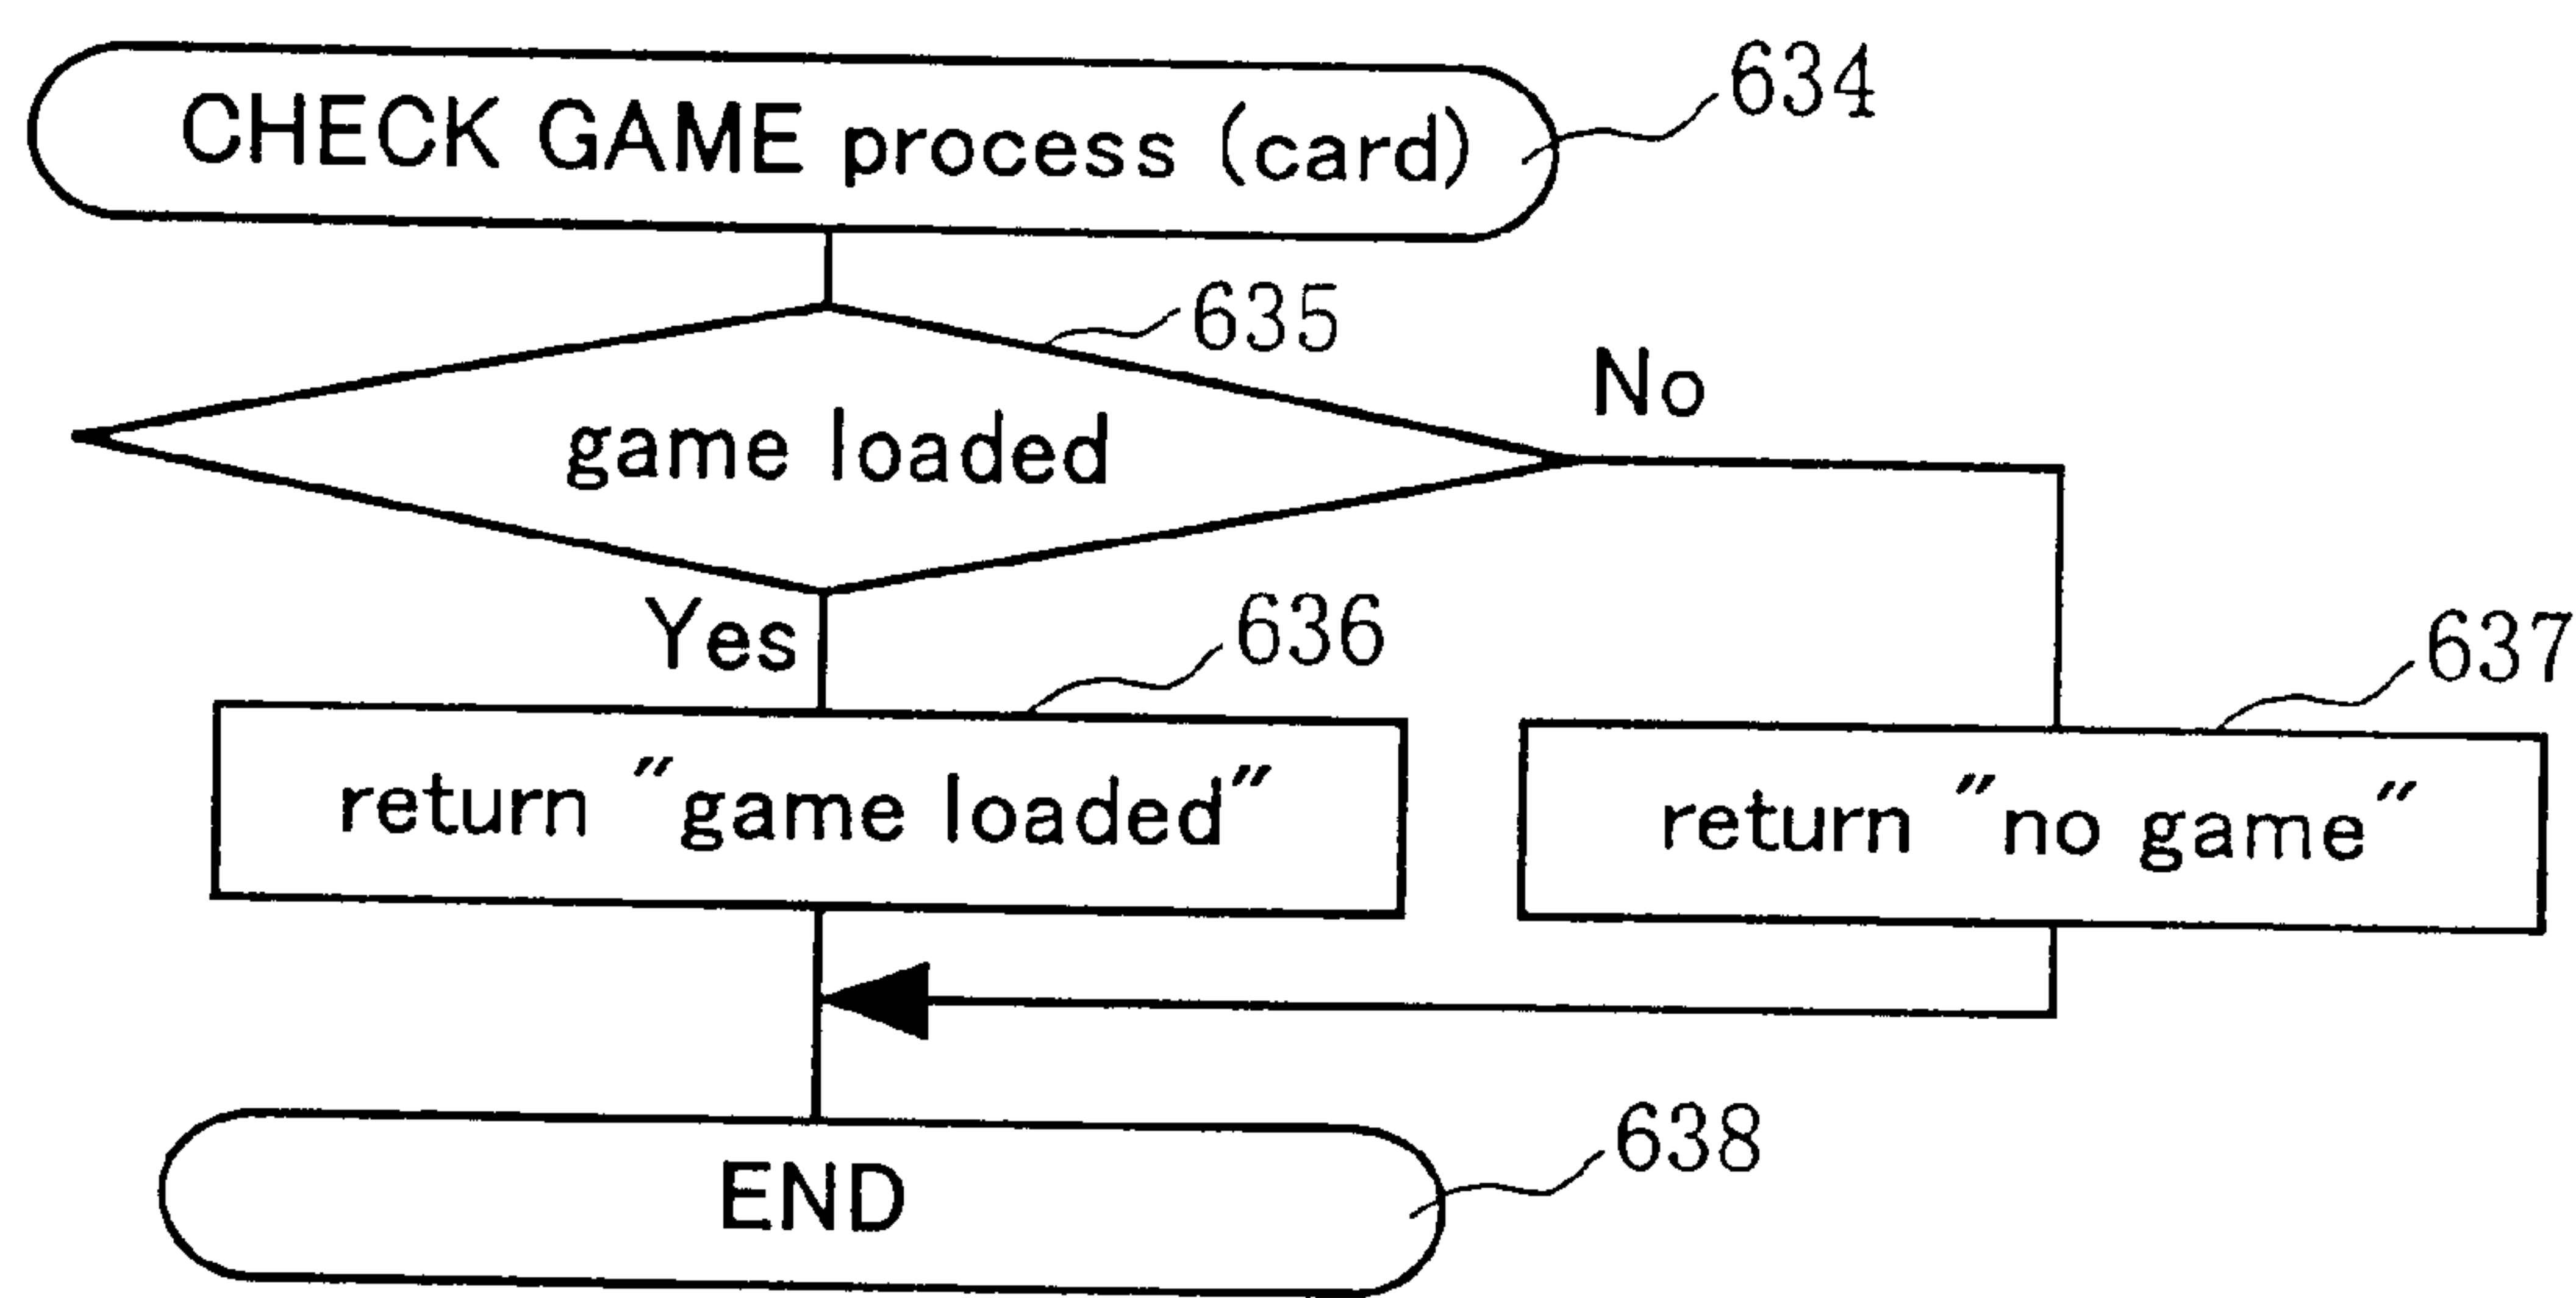 CHECK GAME process (card)
634
635
game loaded
No
Yes
636
637
return "game loaded"
return "no game"
END
638